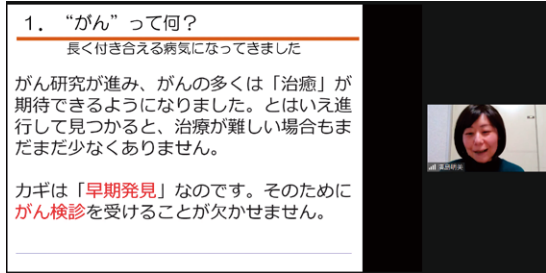 1．“がん”って何？
長く付き合える病気になってきました
がん研究が進み、がんの多くは「治癒」が
期待できるようになりました。とはいえ進
行して見つかると、治療が難しい場合もま
だまだ少なくありません。
カギは「早期発見」なのです。そのために
がん検診を受けることが欠かせません。